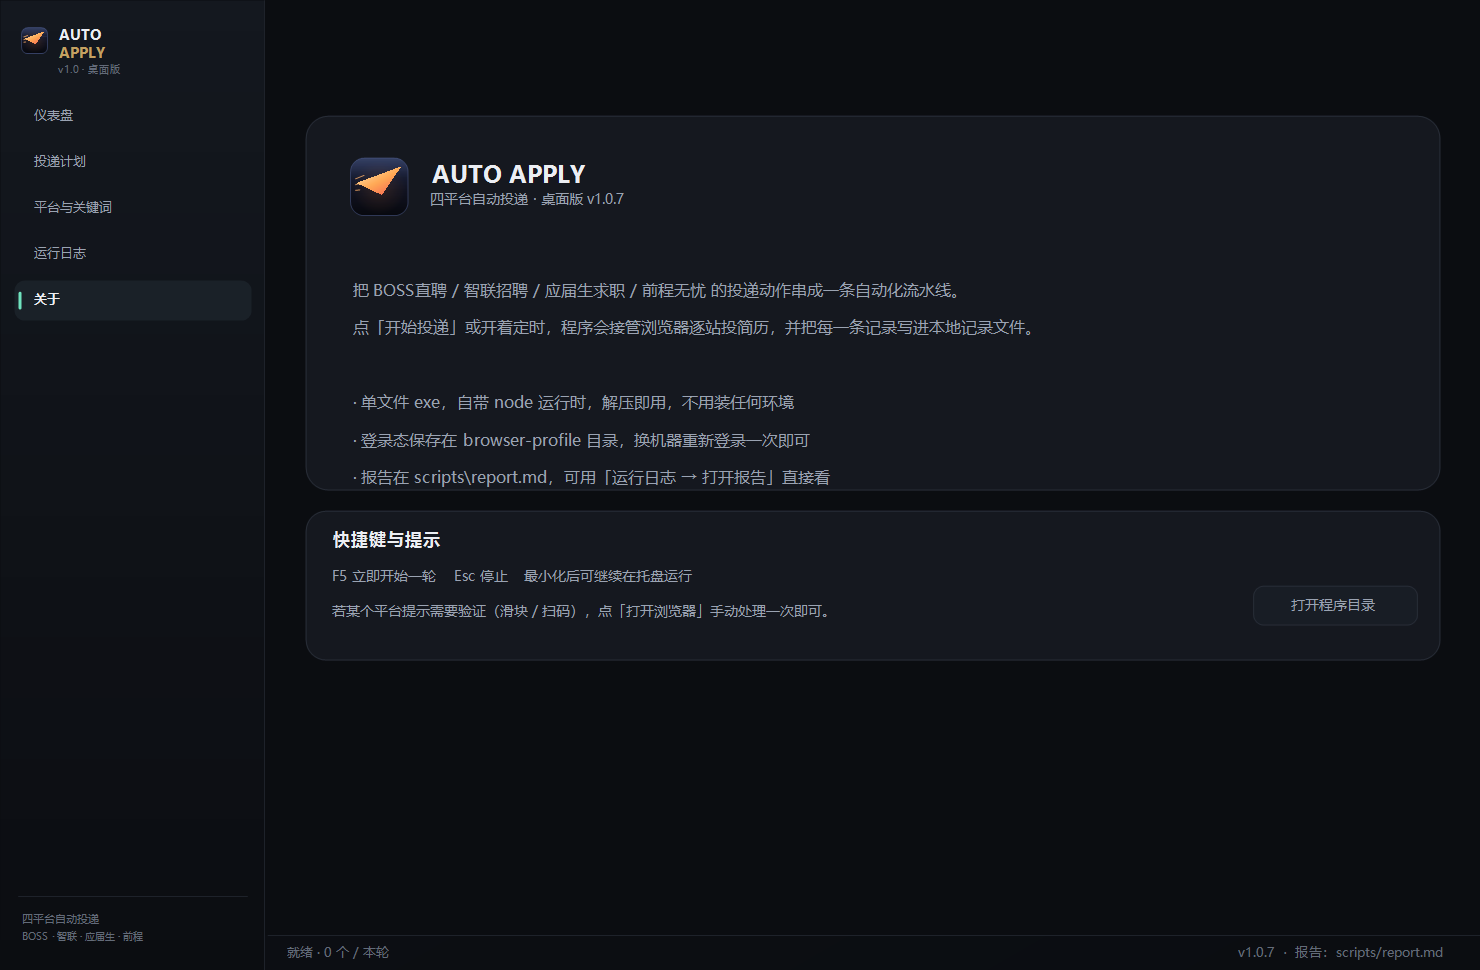 AUTO
APPLY
v1.0 · 桌面版
仪表盘
投递计划
平台与关键词
运行日志
关于
四平台自动投递
BOSS · 智联 · 应届生 · 前程
AUTO APPLY
四平台自动投递 · 桌面版 v1.0.7
把 BOSS直聘 / 智联招聘 / 应届生求职 / 前程无忧 的投递动作串成一条自动化流水线。
点「开始投递」或开着定时，程序会接管浏览器逐站投简历，并把每一条记录写进本地记录文件。
· 单文件 exe，自带 node 运行时，解压即用，不用装任何环境
· 登录态保存在 browser-profile 目录，换机器重新登录一次即可
· 报告在 scripts\report.md，可用「运行日志 → 打开报告」直接看
快捷键与提示
F5 立即开始一轮 Esc 停止 最小化后可继续在托盘运行
若某个平台提示需要验证（滑块 / 扫码），点「打开浏览器」手动处理一次即可。
打开程序目录
就绪 · 0 个 / 本轮
v1.0.7 · 报告：scripts/report.md